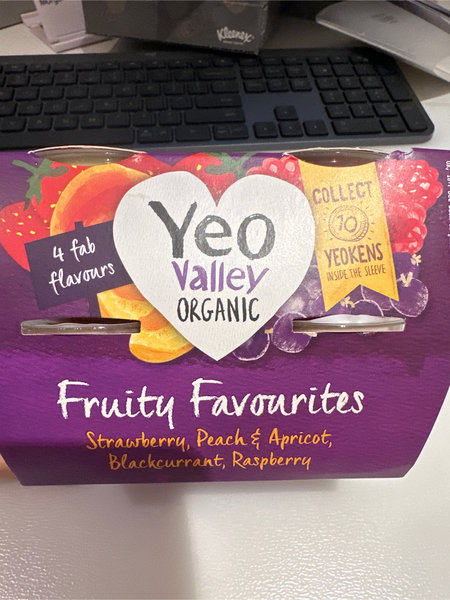 Kleenex
4 fab
flavours
Yeo
Valley
ORGANIC
COLLECT
10
YEOKENS
INSIDE THE SLEEVE
Fruity Favourites
Strawberry, Peach & Apricot,
Blackcurrant, Raspberry